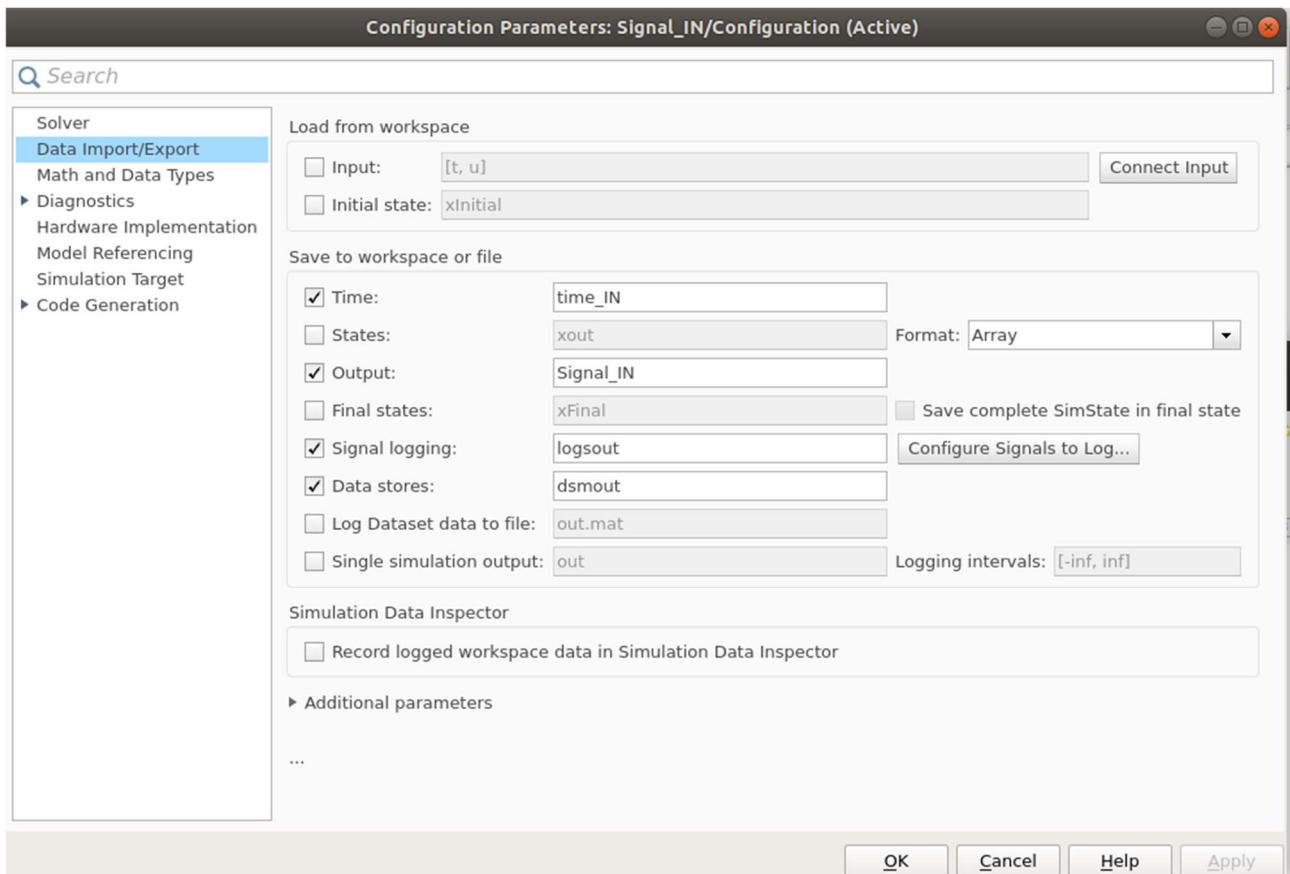 Configuration Parameters: Signal_IN/Configuration (Active)
Search
Solver
Data Import/Export
Math and Data Types
Diagnostics
Hardware Implementation
Model Referencing
Simulation Target
Code Generation
Load from workspace
Input: [t, u] Connect Input
Initial state: xInitial
Save to workspace or file
Time: time_IN
States: xout Format: Array
Output: Signal_IN
Final states: xFinal Save complete SimState in final state
Signal logging: logsout Configure Signals to Log...
Data stores: dsmout
Log Dataset data to file: out.mat
Single simulation output: out Logging intervals: [-inf, inf]
Simulation Data Inspector
Record logged workspace data in Simulation Data Inspector
Additional parameters
...
OK Cancel Help Apply